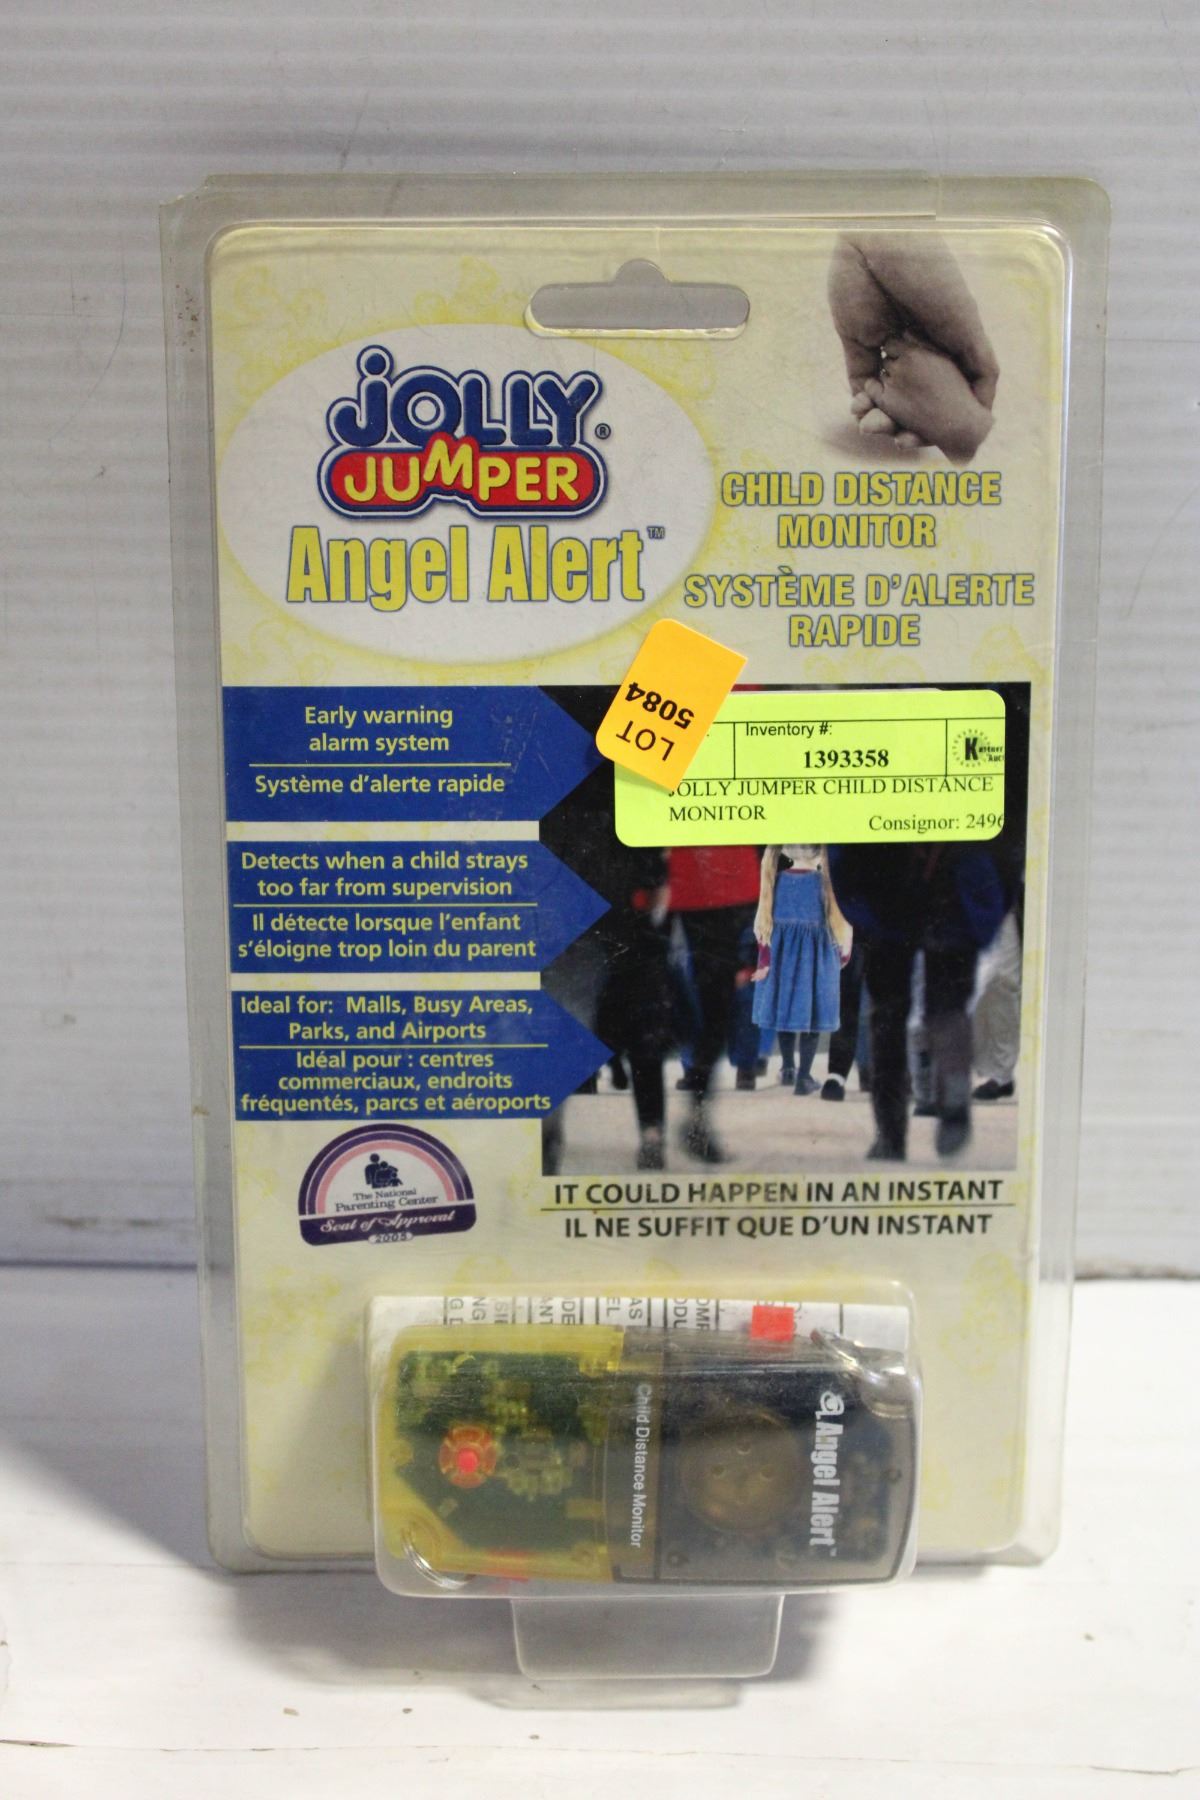 JOLLY
JUMPER ®
Angel Alert™
CHILD DISTANCE
MONITOR
SYSTÈME D'ALERTE
RAPIDE
LOT
5084
Inventory #:
1393358
JOLLY JUMPER CHILD DISTANCE
MONITOR
Consignor: 2496
Early warning
alarm system
Système d'alerte rapide
Detects when a child strays
too far from supervision
Il détecte lorsque l'enfant
s'éloigne trop loin du parent
Ideal for: Malls, Busy Areas,
Parks, and Airports
Idéal pour : centres
commerciaux, endroits
fréquentés, parcs et aéroports
The National
Parenting Center
Seal of Approval
2005
IT COULD HAPPEN IN AN INSTANT
IL NE SUFFIT QUE D'UN INSTANT
Child Distance Monitor
Angel Alert™